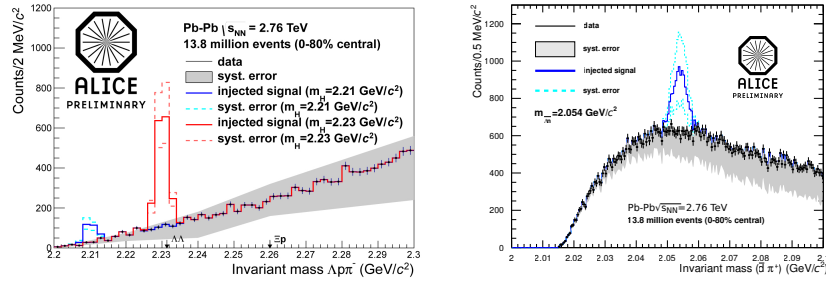 1200
1000
800
600
400
200
0
Counts/2 MeV/c²
ALICE
PRELIMINARY
Pb-Pb √sNN = 2.76 TeV
13.8 million events (0-80% central)
data
syst. error
injected signal (mH=2.21 GeV/c²)
syst. error (mH=2.21 GeV/c²)
injected signal (mH=2.23 GeV/c²)
syst. error (mH=2.23 GeV/c²)
ΛΛ
Ξp
2.2 2.21 2.22 2.23 2.24 2.25 2.26 2.27 2.28 2.29 2.3
Invariant mass Λpπ⁻ (GeV/c²)
1200
1000
800
600
400
200
0
Counts/0.5 MeV/c²
data
syst. error
injected signal
syst. error
ALICE
PRELIMINARY
=2.054 GeV/c²
Pb-Pb√sNN=2.76 TeV
13.8 million events (0-80% central)
2 2.01 2.02 2.03 2.04 2.05 2.06 2.07 2.08 2.09 2.1
Invariant mass (d̄ π⁺) (GeV/c²)